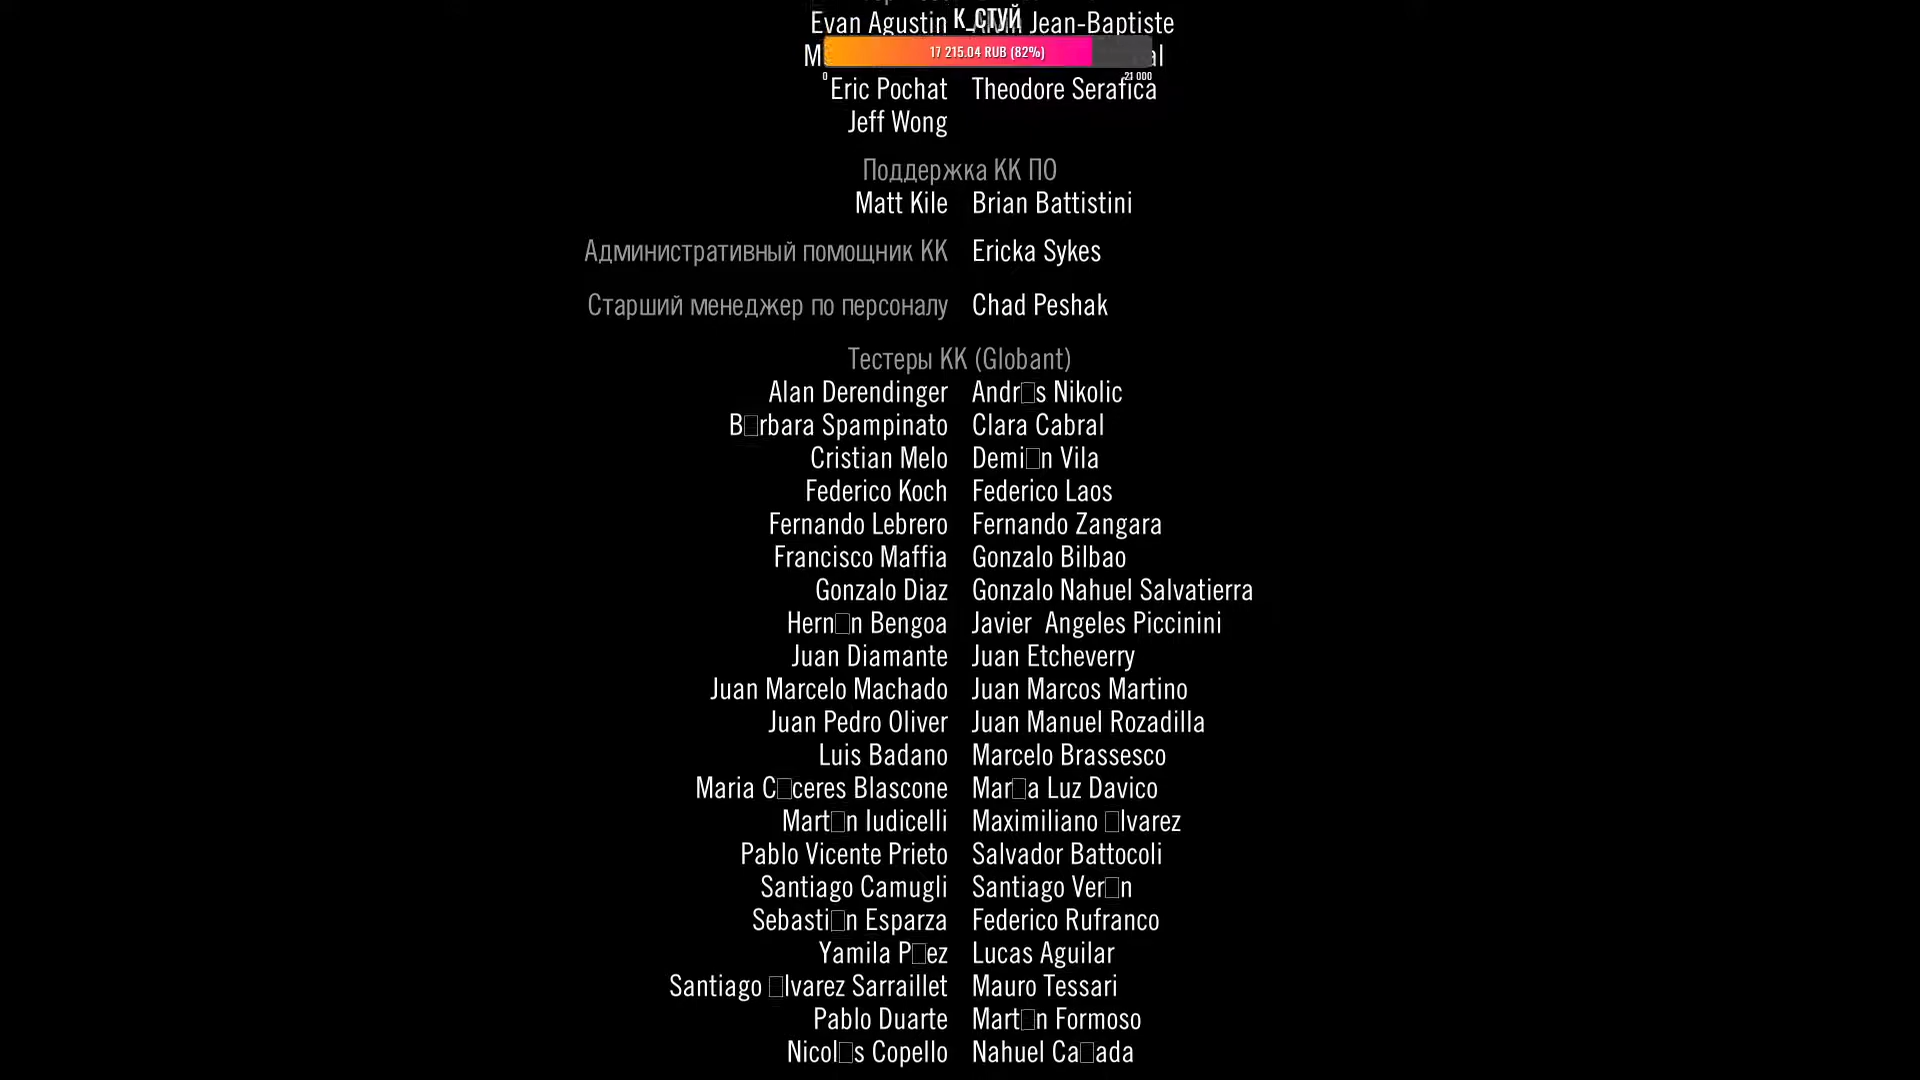 К_СТУЙ
Evan Agustin Jean-Baptiste
17 215.04 RUB (82%)
0 21 000
Eric Pochat Theodore Serafica
Jeff Wong
Поддержка КК ПО
Matt Kile Brian Battistini
Административный помощник КК Ericka Sykes
Старший менеджер по персоналу Chad Peshak
Тестеры КК (Globant)
Alan Derendinger Andr□s Nikolic
B□rbara Spampinato Clara Cabral
Cristian Melo Demi□n Vila
Federico Koch Federico Laos
Fernando Lebrero Fernando Zangara
Francisco Maffia Gonzalo Bilbao
Gonzalo Diaz Gonzalo Nahuel Salvatierra
Hern□n Bengoa Javier Angeles Piccinini
Juan Diamante Juan Etcheverry
Juan Marcelo Machado Juan Marcos Martino
Juan Pedro Oliver Juan Manuel Rozadilla
Luis Badano Marcelo Brassesco
Maria C□ceres Blascone Mar□a Luz Davico
Mart□n Iudicelli Maximiliano □lvarez
Pablo Vicente Prieto Salvador Battocoli
Santiago Camugli Santiago Ver□n
Sebasti□n Esparza Federico Rufranco
Yamila P□ez Lucas Aguilar
Santiago □lvarez Sarraillet Mauro Tessari
Pablo Duarte Mart□n Formoso
Nicol□s Copello Nahuel Ca□ada